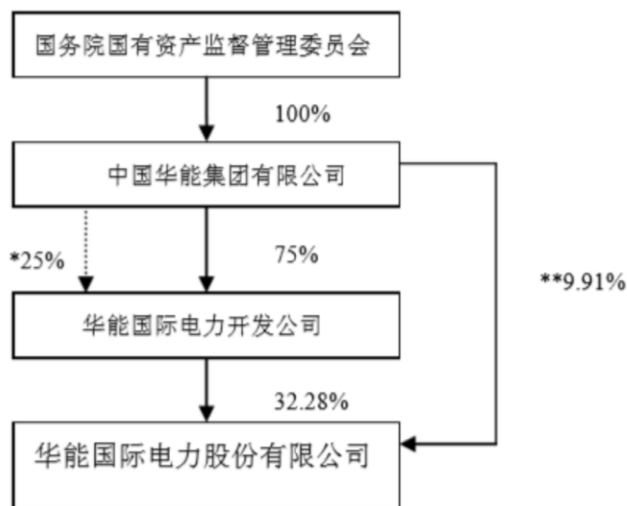 国务院国有资产监督管理委员会
100%
中国华能集团有限公司
*25%
75%
**9.91%
华能国际电力开发公司
32.28%
华能国际电力股份有限公司